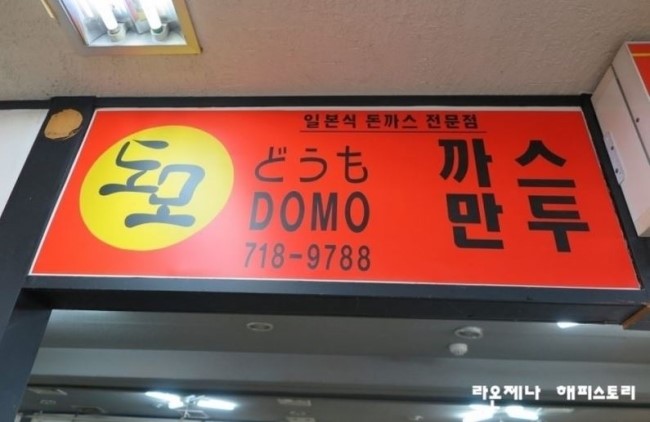 일본식 돈까스 전문점
도모
どうも
DOMO
718-9788
까스
만두
라온제나 해피스토리